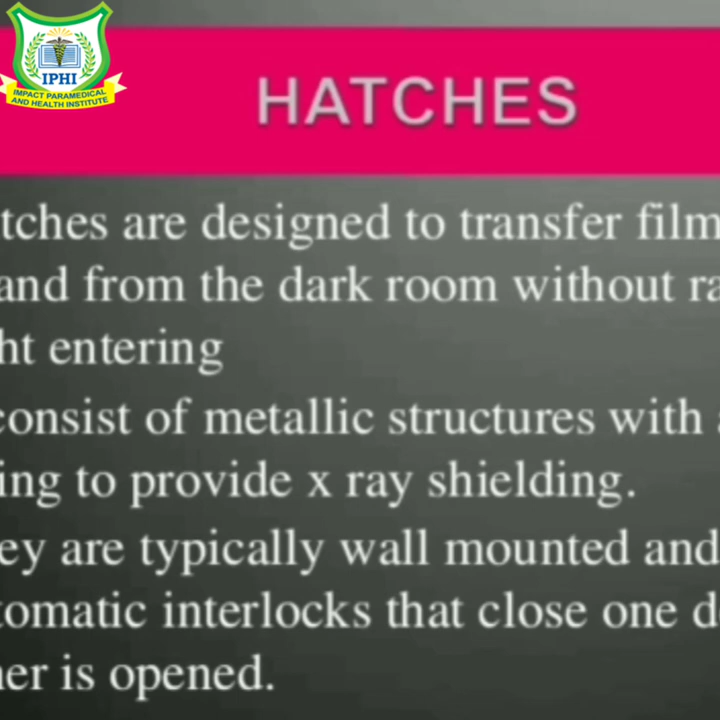 IPHI
IMPACT PARAMEDICAL
AND HEALTH INSTITUTE
HATCHES
tches are designed to transfer film
and from the dark room without ra
ht entering
consist of metallic structures with
ing to provide x ray shielding.
ey are typically wall mounted and
tomatic interlocks that close one d
ner is opened.